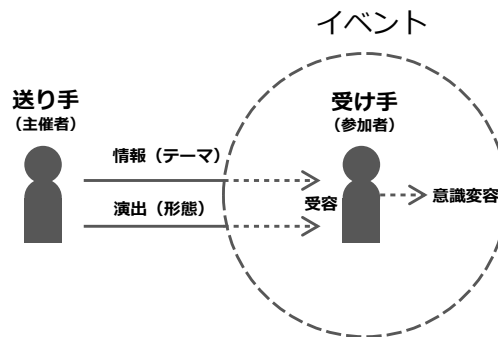 イベント
送り手
（主催者）
受け手
（参加者）
情報（テーマ）
演出（形態）
受容
意識変容